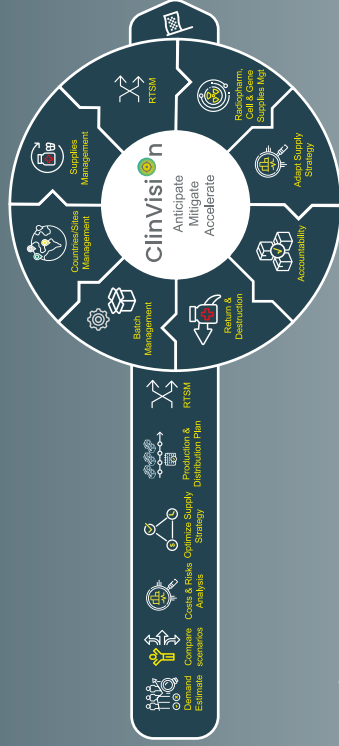 Demand
Estimate
Compare
scenarios
Costs & Risks
Analysis
Optimize Supply
Strategy
Production &
Distribution Plan
RTSM
Batch
Management
Countries/Sites
Management
Supplies
Management
RTSM
Radiopharm,
Cell & Gene
Supplies Mgt
Adapt Supply
Strategy
Accountability
Return &
Destruction
ClinVision
Anticipate
Mitigate
Accelerate